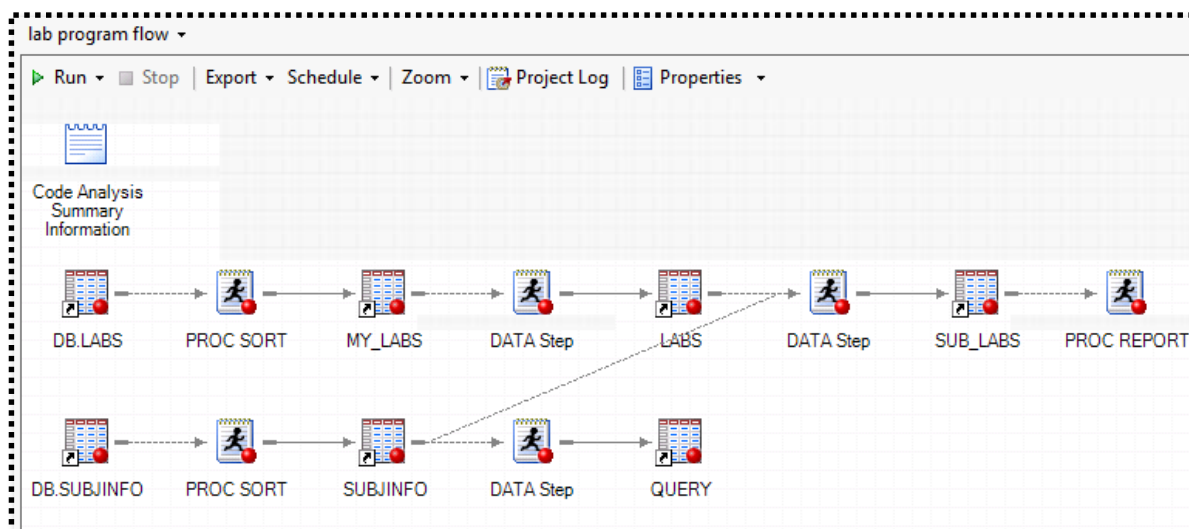 lab program flow
Run Stop Export Schedule Zoom Project Log Properties
Code Analysis
Summary
Information
DB.LABS PROC SORT MY_LABS DATA Step LABS DATA Step SUB_LABS PROC REPORT
DB.SUBJINFO PROC SORT SUBJINFO DATA Step QUERY